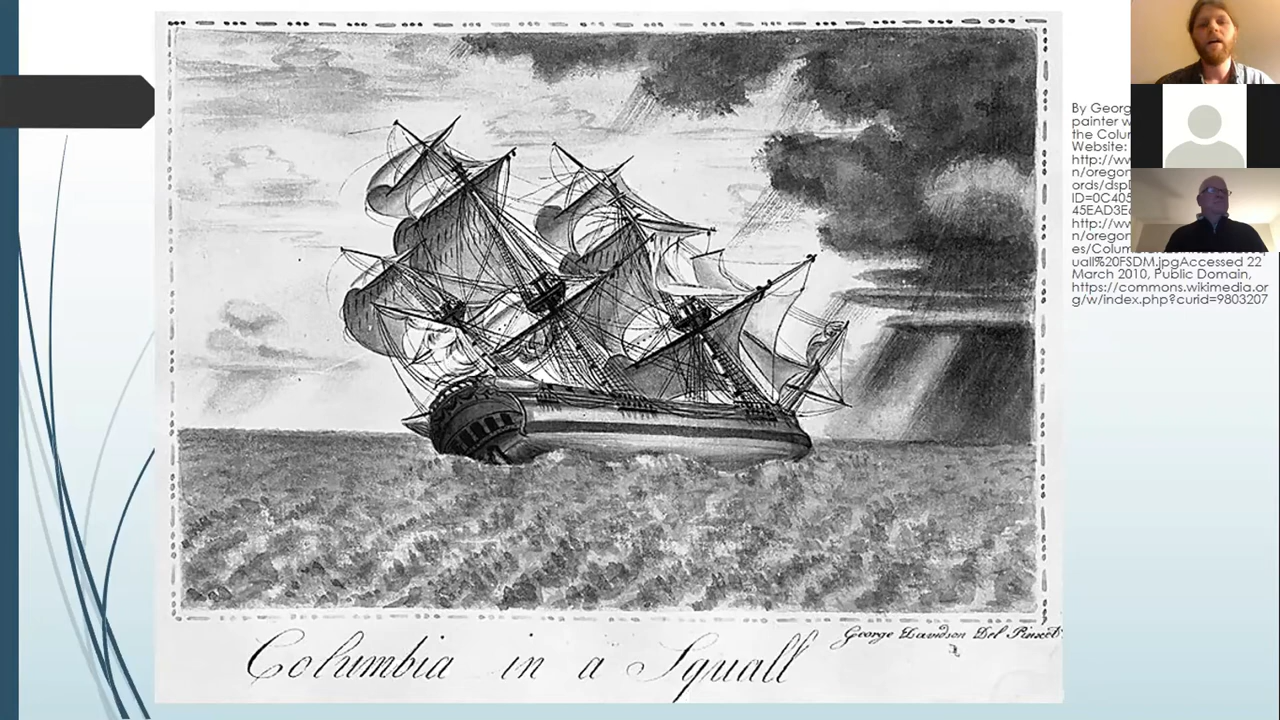 George Davidson Del Pinxet
Columbia in a Squall
By Georg
painter w
the Colu
Website:
http://ww
n/oregon
ords/dsp
ID=0C405
45EAD3E
http://ww
n/oregon
es/Colum
uall%20FSDM.jpgAccessed 22
March 2010, Public Domain,
https://commons.wikimedia.or
g/w/index.php?curid=9803207